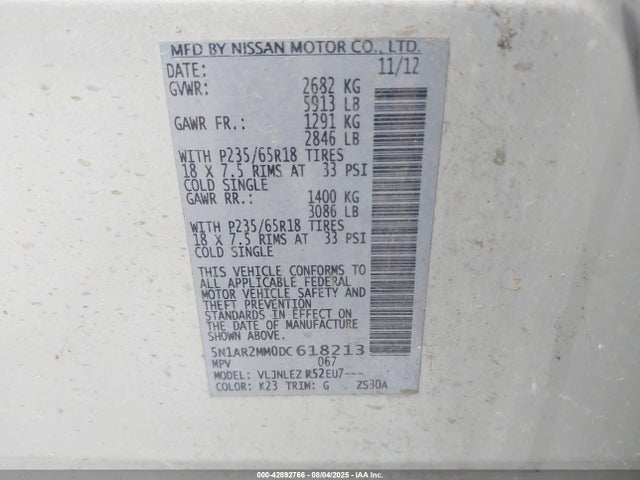 MFD BY NISSAN MOTOR CO., LTD.
DATE: 11/12
GVWR: 2682 KG
5913 LB
GAWR FR.: 1291 KG
2846 LB
WITH P235/65R18 TIRES
18 X 7.5 RIMS AT 33 PSI
COLD SINGLE
GAWR RR.: 1400 KG
3086 LB
WITH P235/65R18 TIRES
18 X 7.5 RIMS AT 33 PSI
COLD SINGLE
THIS VEHICLE CONFORMS TO
ALL APPLICABLE FEDERAL
MOTOR VEHICLE SAFETY AND
THEFT PREVENTION
STANDARDS IN EFFECT ON
THE DATE OF MANUFACTURE
SHOWN ABOVE.
5N1AR2MM0DC618213
MPV 067
MODEL: VLJNLEZ R52EU7---
COLOR: K23 TRIM: G ZS30A
000-42892766 - 08/04/2025 - IAA Inc.